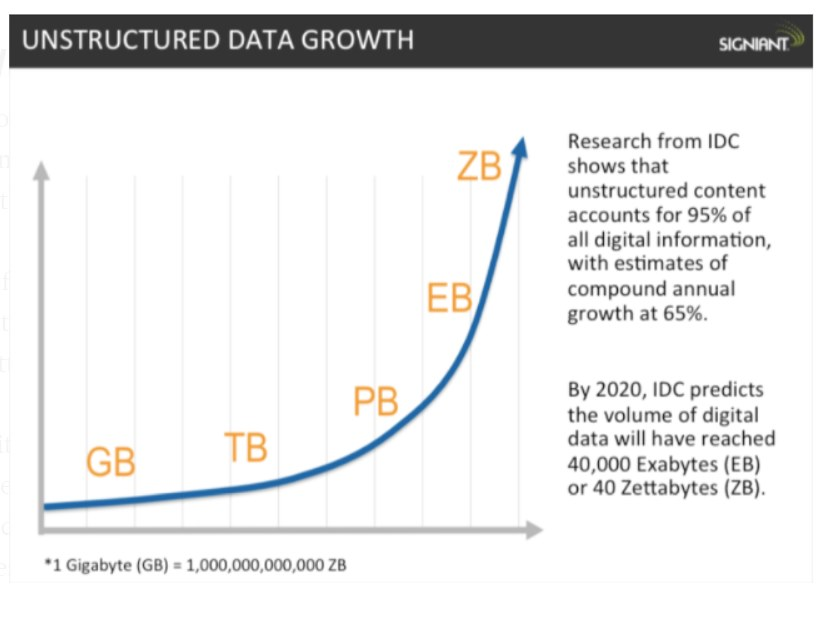 UNSTRUCTURED DATA GROWTH
SIGNIANT
ZB
EB
PB
TB
GB
Research from IDC
shows that
unstructured content
accounts for 95% of
all digital information,
with estimates of
compound annual
growth at 65%.
By 2020, IDC predicts
the volume of digital
data will have reached
40,000 Exabytes (EB)
or 40 Zettabytes (ZB).
*1 Gigabyte (GB) = 1,000,000,000,000 ZB